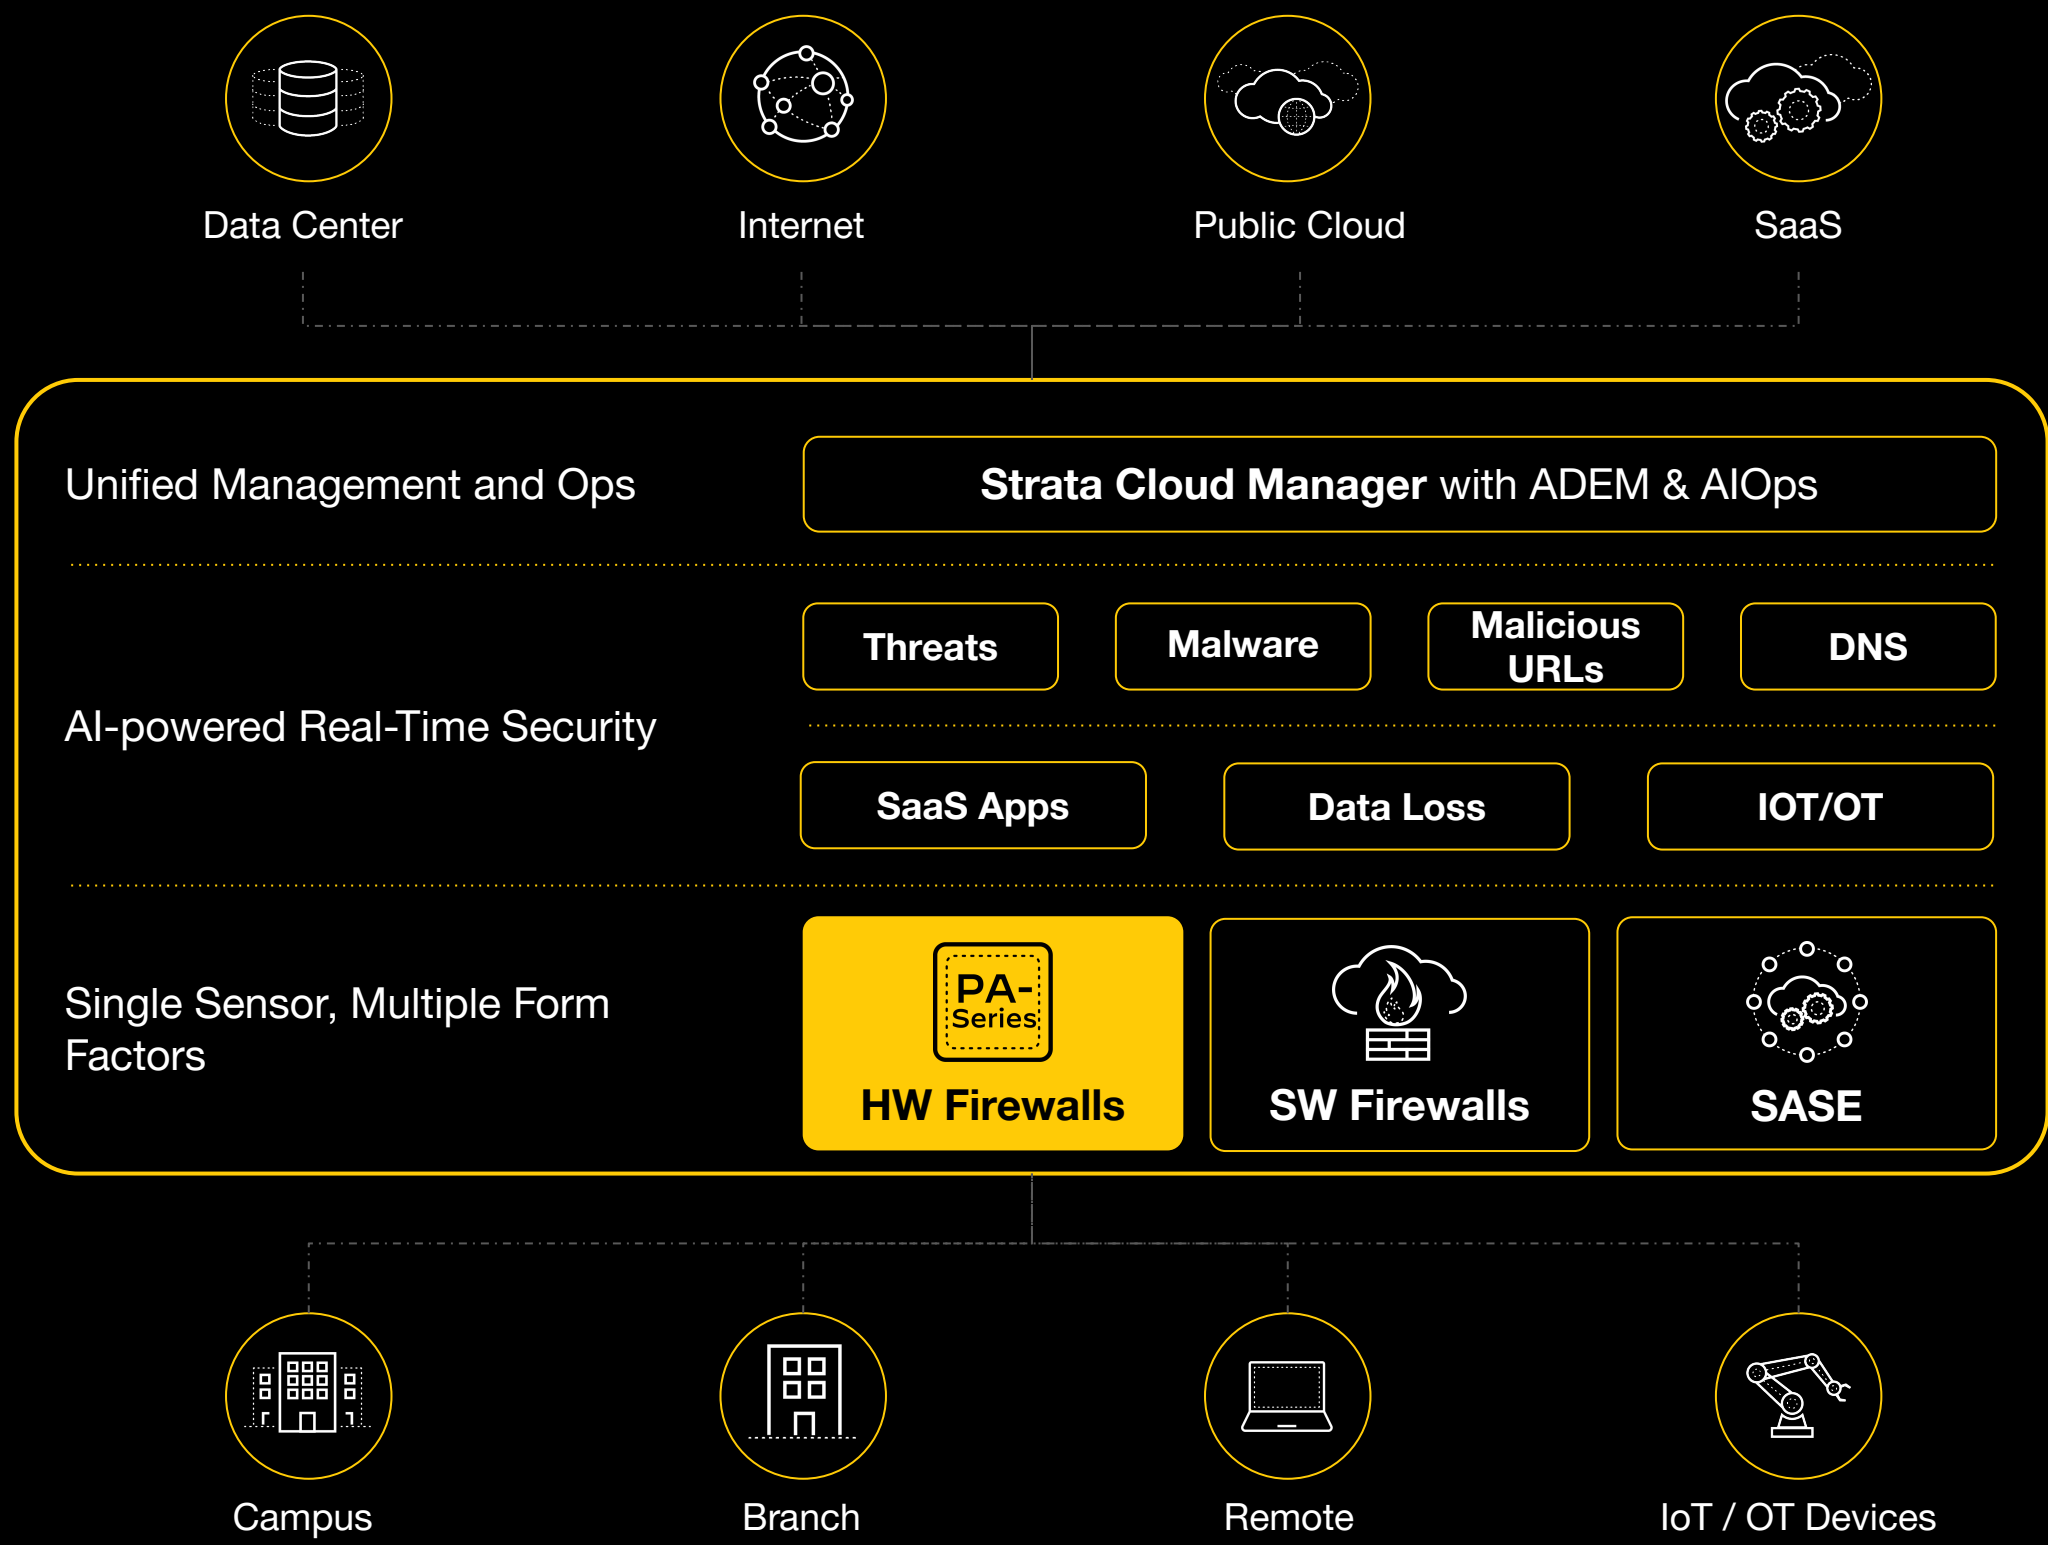 Data Center
Internet
Public Cloud
SaaS
Unified Management and Ops
Strata Cloud Manager with ADEM & AIOps
AI-powered Real-Time Security
Threats
Malware
Malicious
URLs
DNS
SaaS Apps
Data Loss
IOT/OT
Single Sensor, Multiple Form
Factors
PA-
Series
HW Firewalls
SW Firewalls
SASE
Campus
Branch
Remote
IoT / OT Devices